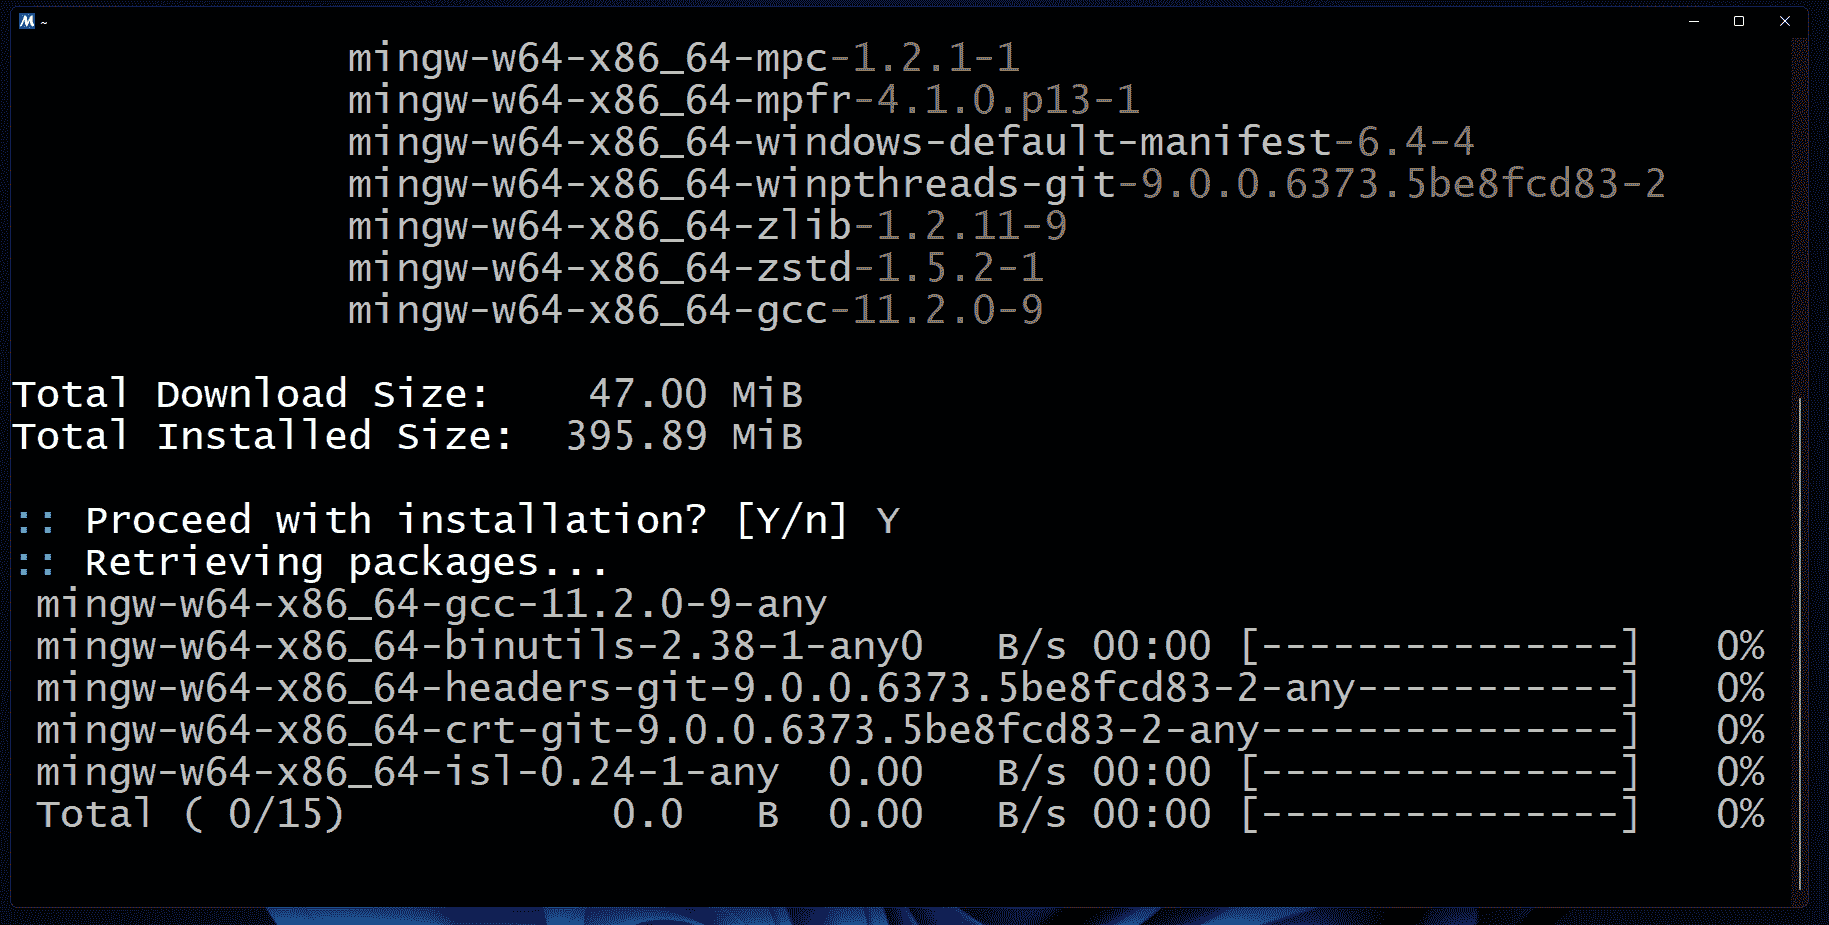 M ~
mingw-w64-x86_64-mpc-1.2.1-1
mingw-w64-x86_64-mpfr-4.1.0.p13-1
mingw-w64-x86_64-windows-default-manifest-6.4-4
mingw-w64-x86_64-winpthreads-git-9.0.0.6373.5be8fcd83-2
mingw-w64-x86_64-zlib-1.2.11-9
mingw-w64-x86_64-zstd-1.5.2-1
mingw-w64-x86_64-gcc-11.2.0-9
Total Download Size:    47.00 MiB
Total Installed Size:  395.89 MiB
:: Proceed with installation? [Y/n] Y
:: Retrieving packages...
mingw-w64-x86_64-gcc-11.2.0-9-any
mingw-w64-x86_64-binutils-2.38-1-any0   B/s 00:00 [---------------]   0%
mingw-w64-x86_64-headers-git-9.0.0.6373.5be8fcd83-2-any-----------]   0%
mingw-w64-x86_64-crt-git-9.0.0.6373.5be8fcd83-2-any---------------]   0%
mingw-w64-x86_64-isl-0.24-1-any  0.00   B/s 00:00 [---------------]   0%
Total ( 0/15)           0.0   B  0.00   B/s 00:00 [---------------]   0%